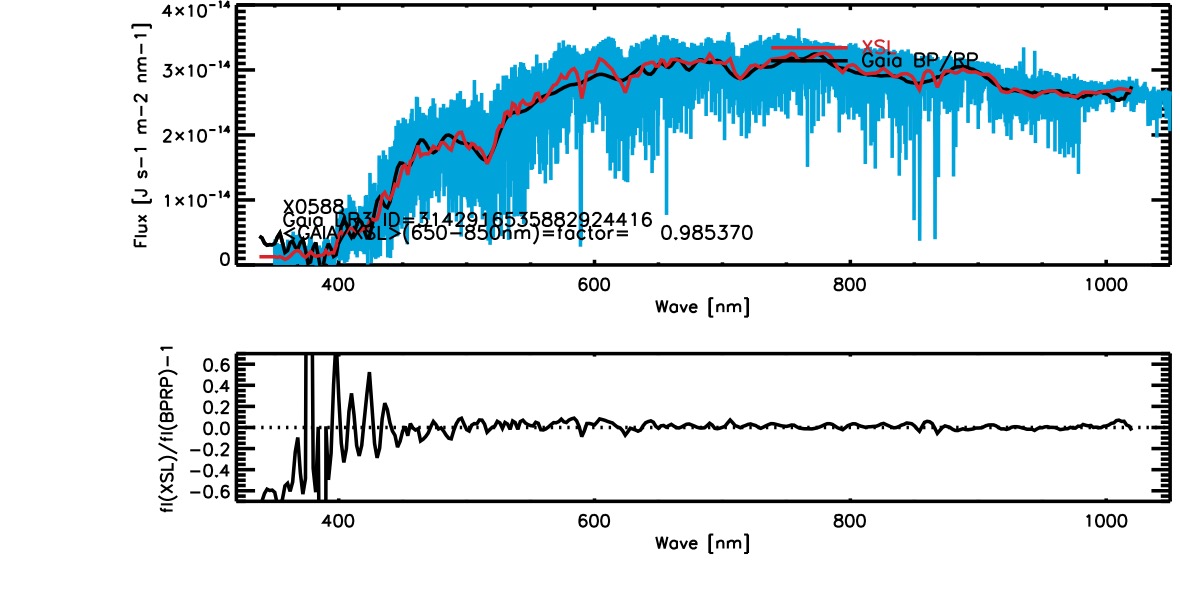 4×10⁻¹⁴
3×10⁻¹⁴
2×10⁻¹⁴
1×10⁻¹⁴
0
Flux [J s−1 m−2 nm−1]
XSL
Gaia BP/RP
X0588
Gaia DR3 ID=3142916535882924416
(650−850nm)=factor= 0.985370
400 600 800 1000
Wave [nm]
0.6
0.4
0.2
0.0
−0.2
−0.4
−0.6
fl(XSL)/fl(BPRP)−1
400 600 800 1000
Wave [nm]